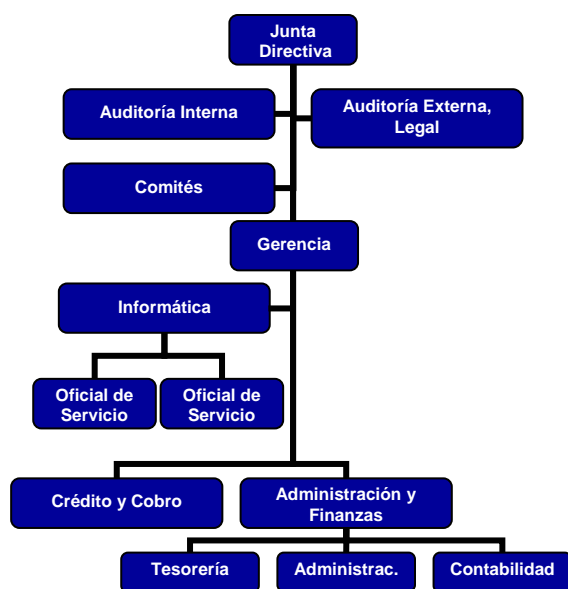 Junta
Directiva
Auditoría Interna
Auditoría Externa,
Legal
Comités
Gerencia
Informática
Oficial de
Servicio
Oficial de
Servicio
Crédito y Cobro
Administración y
Finanzas
Tesorería
Administrac.
Contabilidad